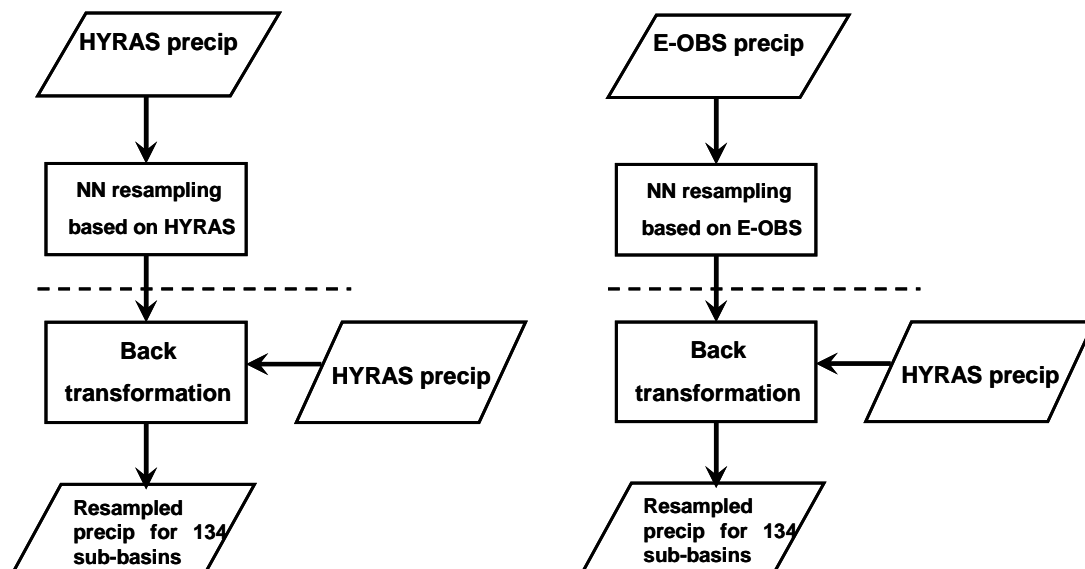 HYRAS precip
NN resampling
based on HYRAS
Back
transformation
HYRAS precip
Resampled
precip for 134
sub-basins
E-OBS precip
NN resampling
based on E-OBS
Back
transformation
HYRAS precip
Resampled
precip for 134
sub-basins